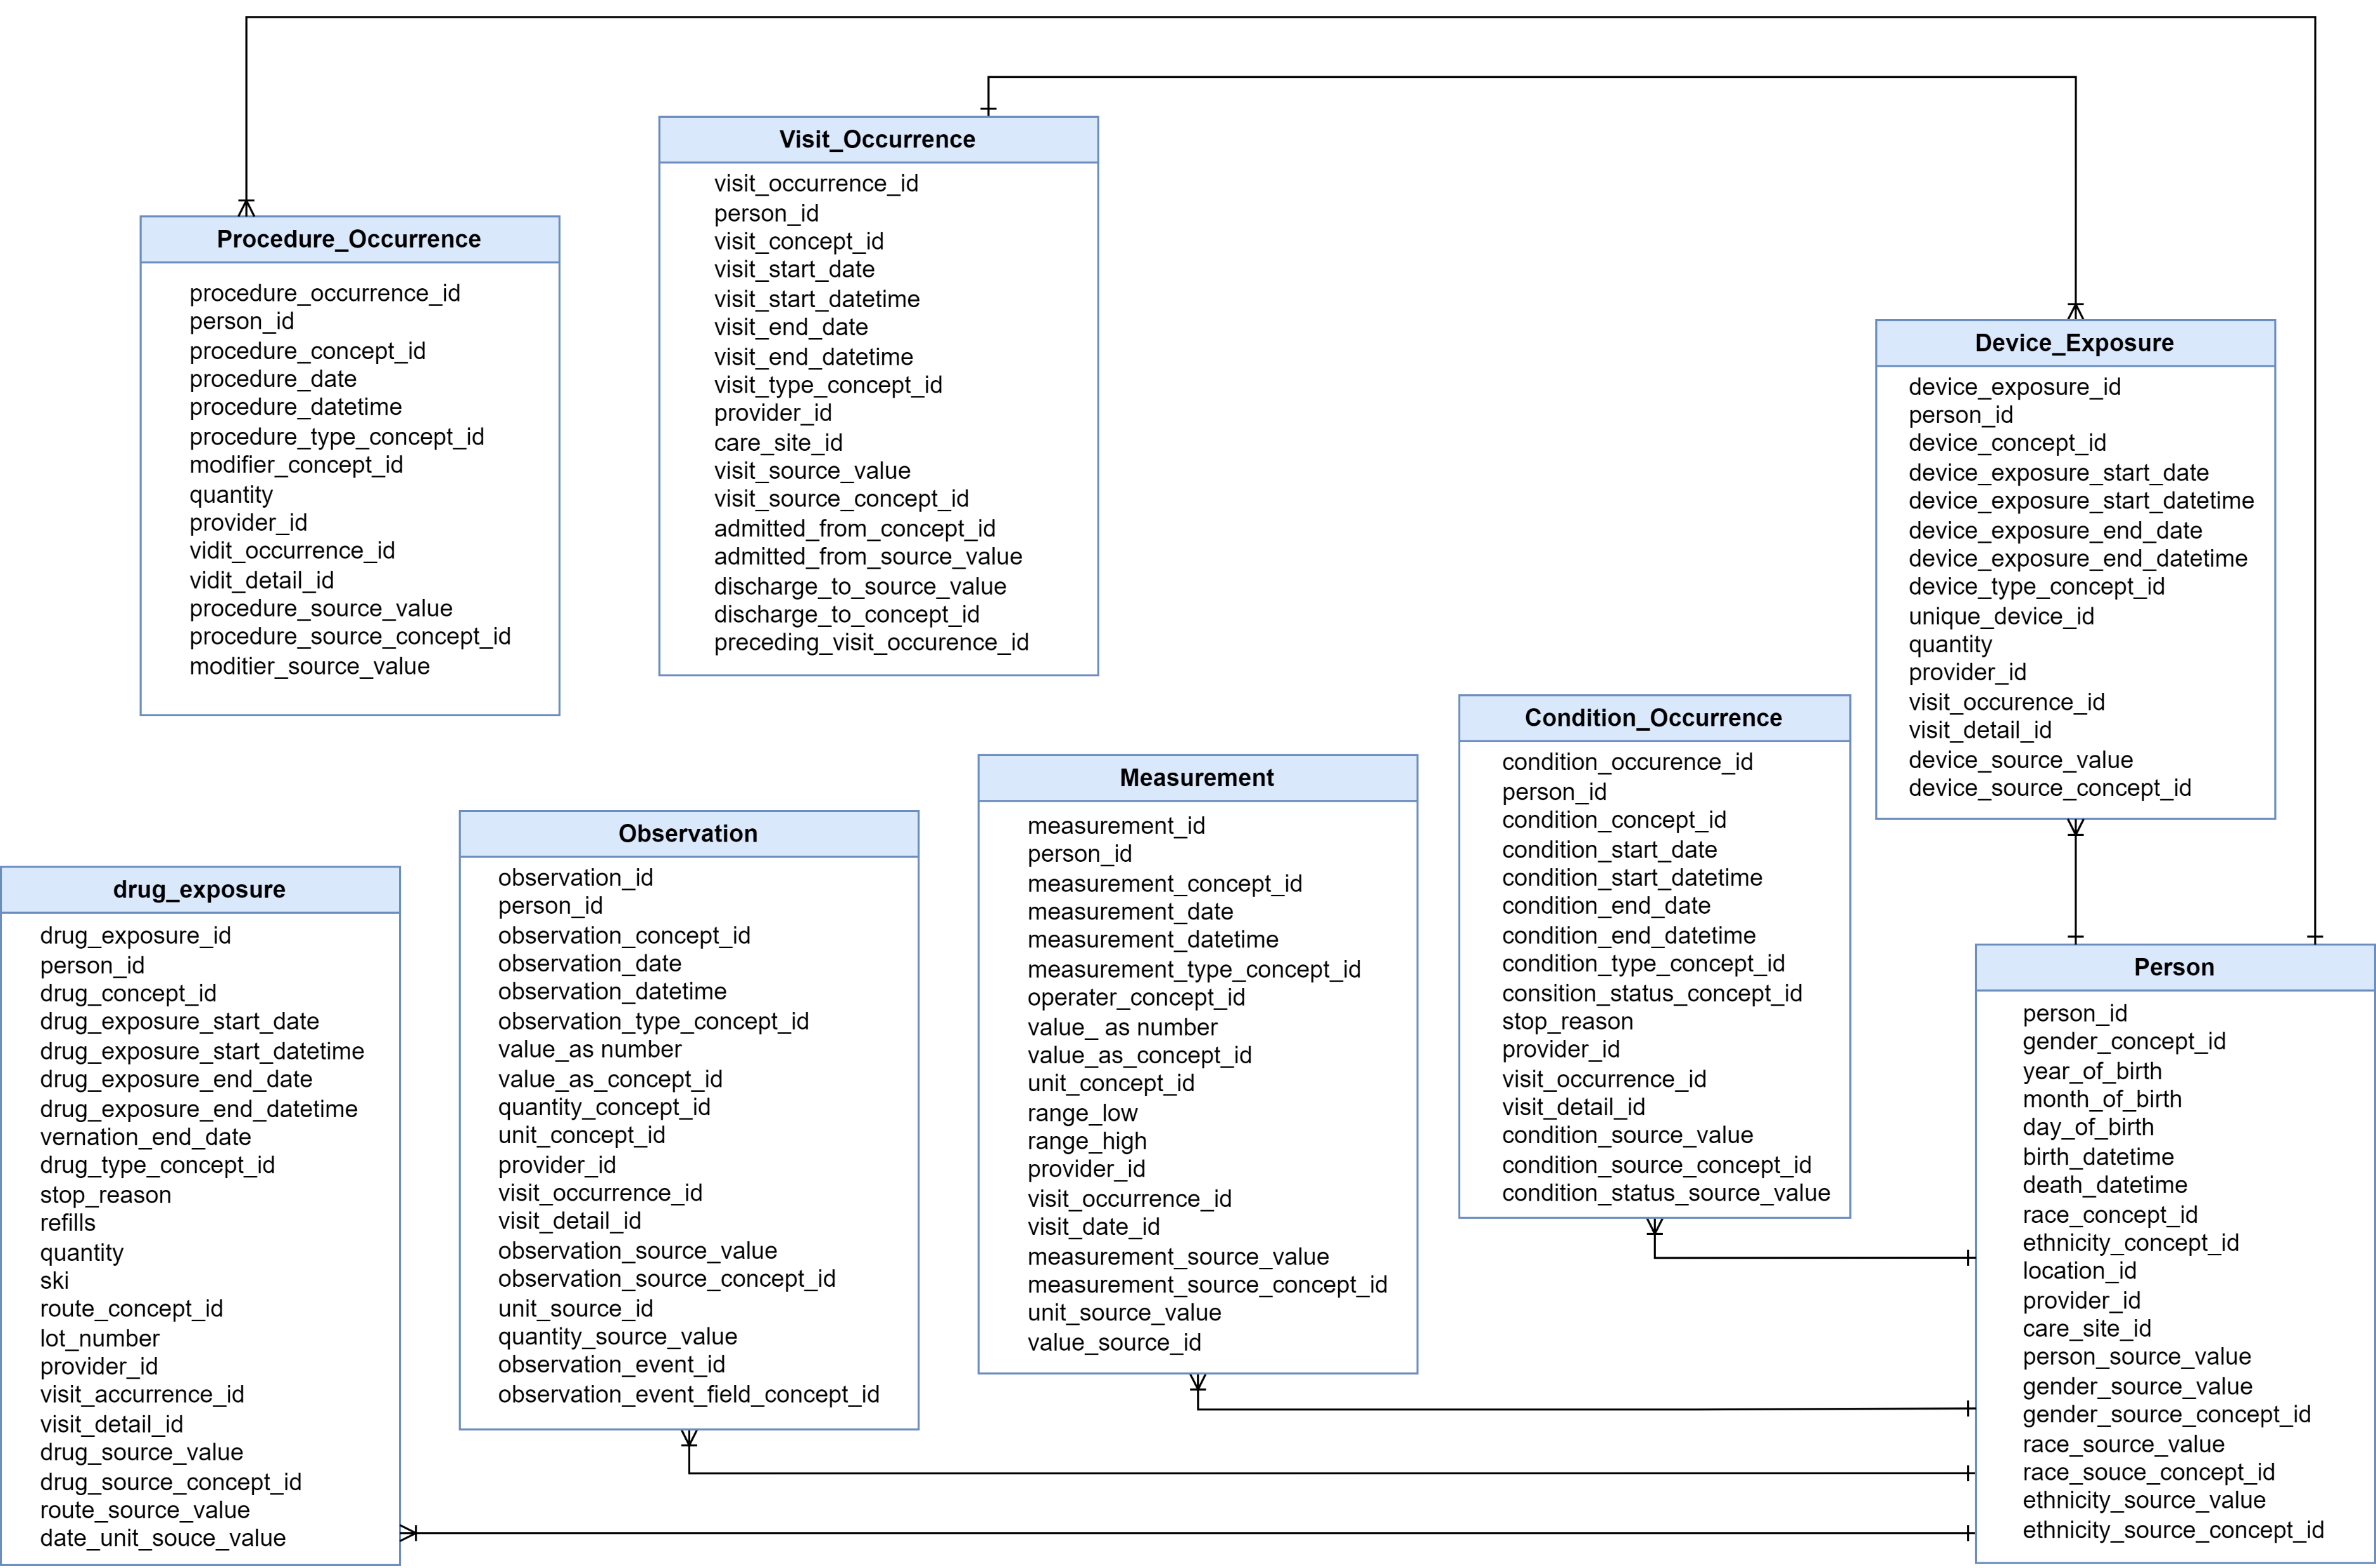 Visit_Occurrence
visit_occurrence_id
person_id
visit_concept_id
visit_start_date
visit_start_datetime
visit_end_date
visit_end_datetime
visit_type_concept_id
provider_id
care_site_id
visit_source_value
visit_source_concept_id
admitted_from_concept_id
admitted_from_source_value
discharge_to_source_value
discharge_to_concept_id
preceding_visit_occurence_id
Procedure_Occurrence
procedure_occurrence_id
person_id
procedure_concept_id
procedure_date
procedure_datetime
procedure_type_concept_id
modifier_concept_id
quantity
provider_id
vidit_occurrence_id
vidit_detail_id
procedure_source_value
procedure_source_concept_id
moditier_source_value
Device_Exposure
device_exposure_id
person_id
device_concept_id
device_exposure_start_date
device_exposure_start_datetime
device_exposure_end_date
device_exposure_end_datetime
device_type_concept_id
unique_device_id
quantity
provider_id
visit_occurence_id
visit_detail_id
device_source_value
device_source_concept_id
Condition_Occurrence
condition_occurence_id
person_id
condition_concept_id
condition_start_date
condition_start_datetime
condition_end_date
condition_end_datetime
condition_type_concept_id
consition_status_concept_id
stop_reason
provider_id
visit_occurrence_id
visit_detail_id
condition_source_value
condition_source_concept_id
condition_status_source_value
Measurement
measurement_id
person_id
measurement_concept_id
measurement_date
measurement_datetime
measurement_type_concept_id
operater_concept_id
value_ as number
value_as_concept_id
unit_concept_id
range_low
range_high
provider_id
visit_occurrence_id
visit_date_id
measurement_source_value
measurement_source_concept_id
unit_source_value
value_source_id
Observation
observation_id
person_id
observation_concept_id
observation_date
observation_datetime
observation_type_concept_id
value_as number
value_as_concept_id
quantity_concept_id
unit_concept_id
provider_id
visit_occurrence_id
visit_detail_id
observation_source_value
observation_source_concept_id
unit_source_id
quantity_source_value
observation_event_id
observation_event_field_concept_id
drug_exposure
drug_exposure_id
person_id
drug_concept_id
drug_exposure_start_date
drug_exposure_start_datetime
drug_exposure_end_date
drug_exposure_end_datetime
vernation_end_date
drug_type_concept_id
stop_reason
refills
quantity
ski
route_concept_id
lot_number
provider_id
visit_accurrence_id
visit_detail_id
drug_source_value
drug_source_concept_id
route_source_value
date_unit_souce_value
Person
person_id
gender_concept_id
year_of_birth
month_of_birth
day_of_birth
birth_datetime
death_datetime
race_concept_id
ethnicity_concept_id
location_id
provider_id
care_site_id
person_source_value
gender_source_value
gender_source_concept_id
race_source_value
race_souce_concept_id
ethnicity_source_value
ethnicity_source_concept_id